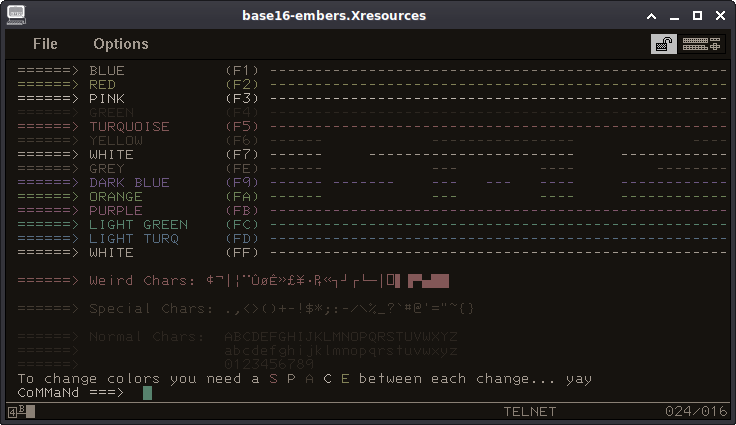 base16-embers.Xresources
File Options
======> BLUE (F1) ----------------------------------------------------
======> RED (F2) ----------------------------------------------------
======> PINK (F3) ----------------------------------------------------
======> GREEN (F4) ----------------------------------------------------
======> TURQUOISE (F5) ----------------------------------------------------
======> YELLOW (F6) ------ ---------------- ----
======> WHITE (F7) ------ ----------------------- ------------
======> GREY (FE) --- ---- ---
======> DARK BLUE (F9) ------ ------- --- --- ---- ---
======> ORANGE (FA) --- ---- ---
======> PURPLE (FB) ----------------------------------------------------
======> LIGHT GREEN (FC) ----------------------------------------------------
======> LIGHT TURQ (FD) ----------------------------------------------------
======> WHITE (FF) ----------------------------------------------------
======> Weird Chars: ¢¬|¦¨ÛøÊ»£¥·₧«┐┘┌└─│
======> Special Chars: .,<>()+-!$*;:-/\%_?`#@'="~{}
======> Normal Chars: ABCDEFGHIJKLMNOPQRSTUVWXYZ
======> abcdefghijklmnopqrstuvwxyz
======> 0123456789
To change colors you need a S P A C E between each change... yay
CoMMaNd ===>
4B TELNET 024/016